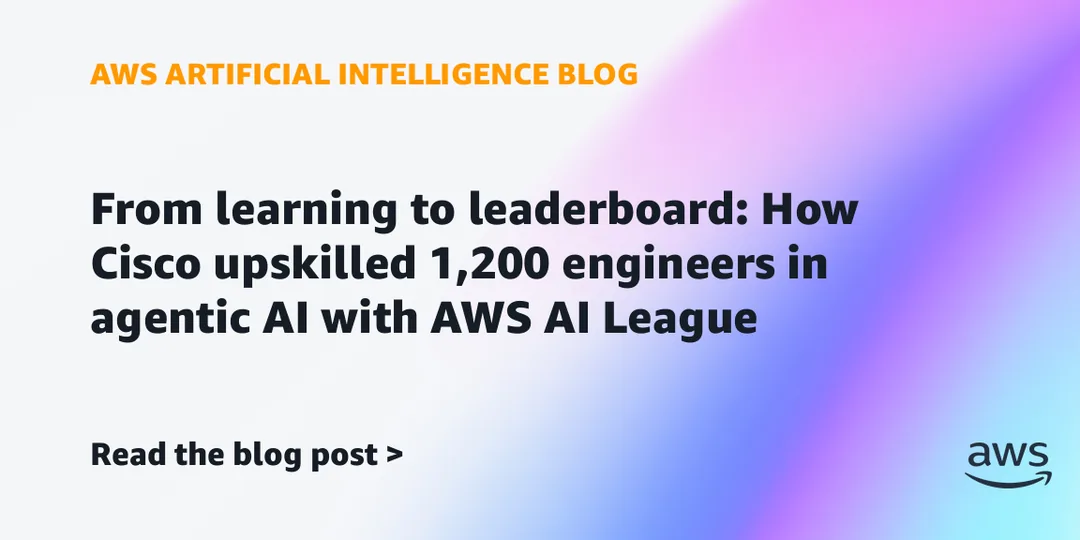 AWS ARTIFICIAL INTELLIGENCE BLOG
From learning to leaderboard: How
Cisco upskilled 1,200 engineers in
agentic AI with AWS AI League
Read the blog post >
aws